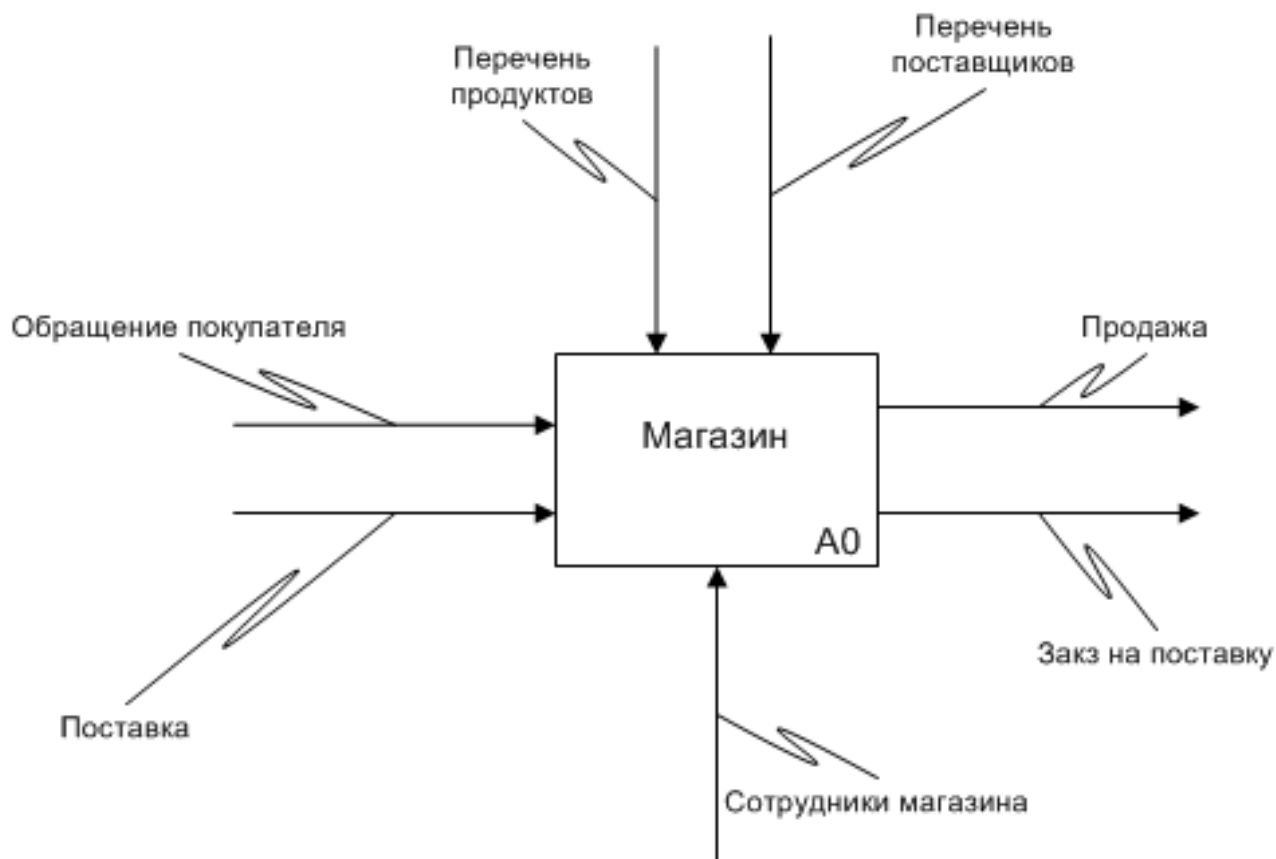 Перечень
продуктов
Перечень
поставщиков
Обращение покупателя
Продажа
Магазин
A0
Закз на поставку
Поставка
Сотрудники магазина